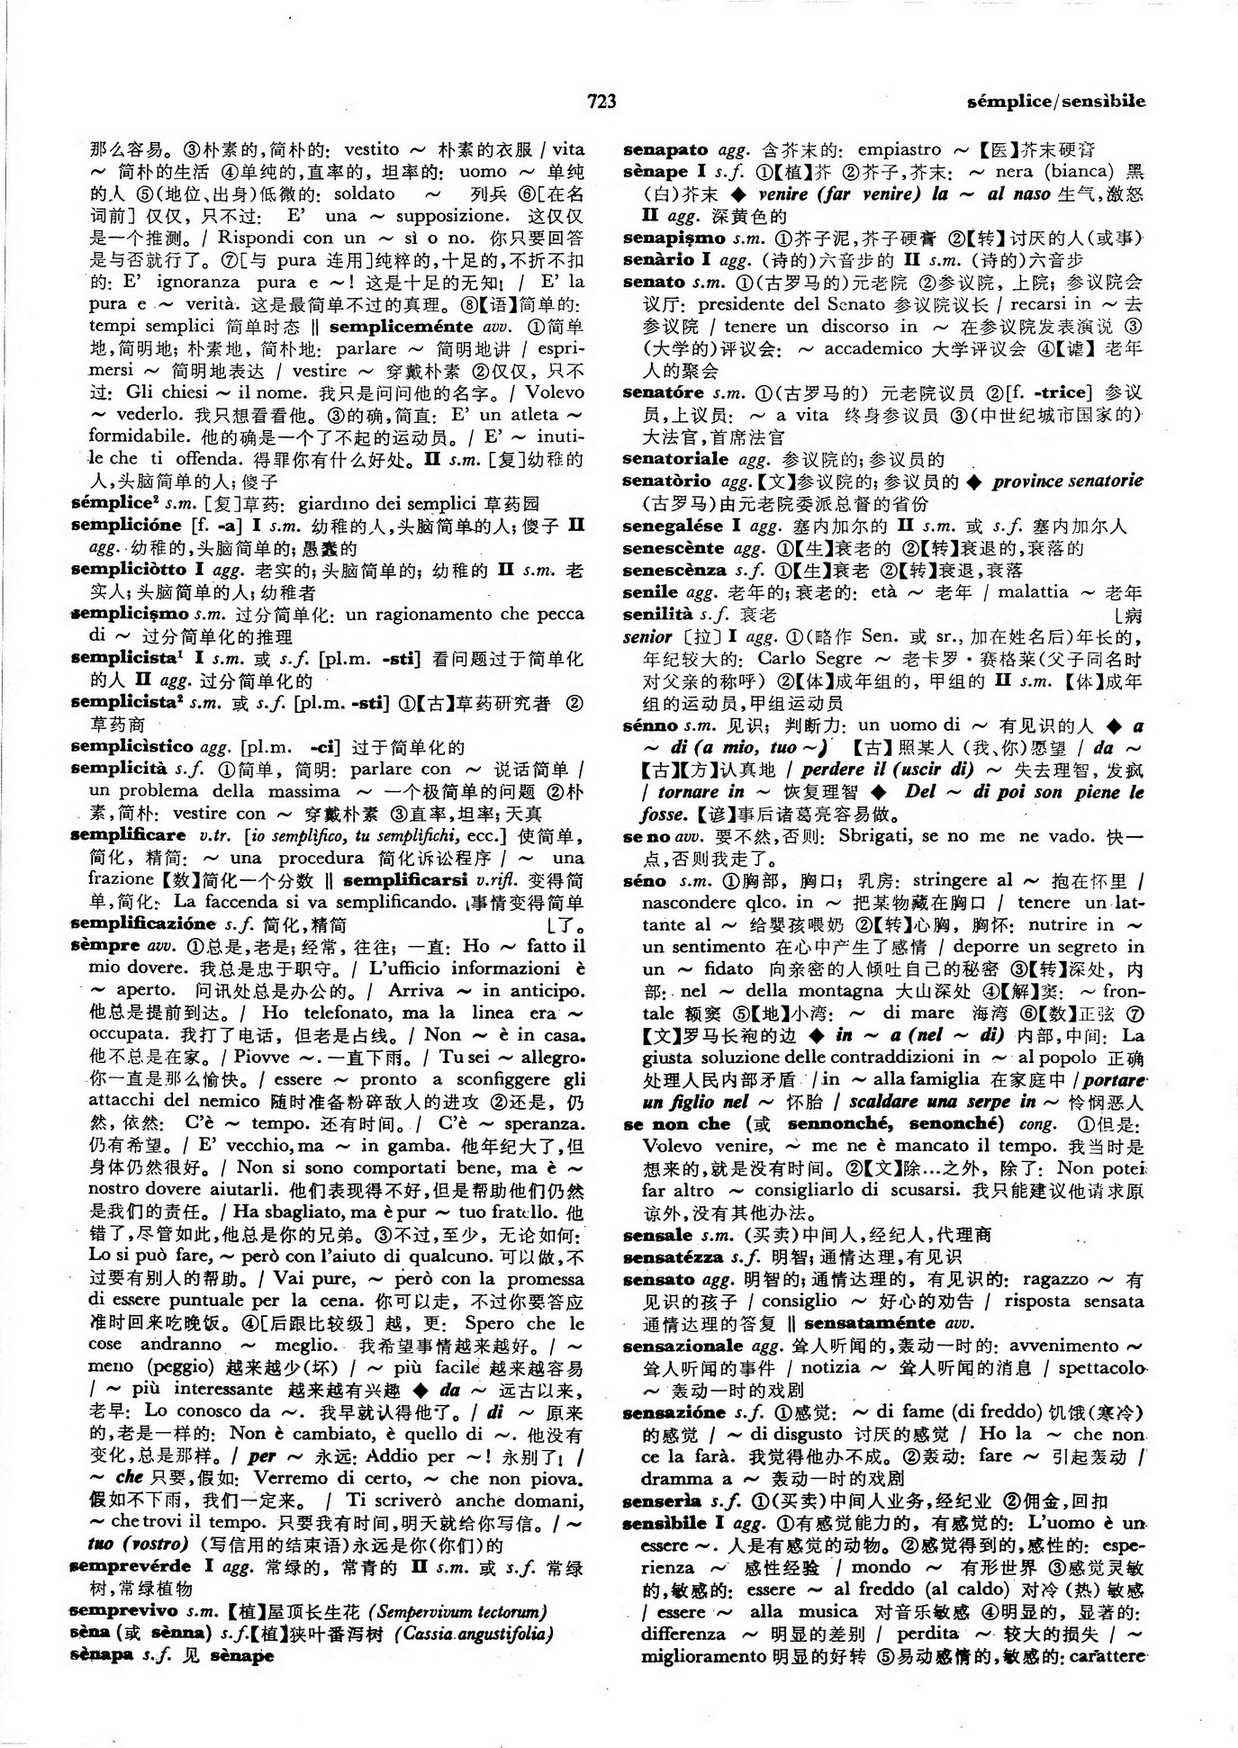 723
sémplice/sensìbile
那么容易。③朴素的,简朴的: vestito ～ 朴素的衣服 / vita
～ 简朴的生活 ④单纯的,直率的, 坦率的: uomo ～ 单纯
的人 ⑤(地位、出身)低微的: soldato ～ 列兵 ⑥[在名
词前] 仅仅, 只不过: E' una ～ supposizione. 这仅仅
是一个推测。/ Rispondi con un ～ sì o no. 你只要回答
是与否就行了。⑦[与 pura 连用]纯粹的,十足的,不折不扣
的: E' ignoranza pura e ～! 这是十足的无知! / E' la
pura e ～ verità. 这是最简单不过的真理。⑧【语】简单的:
tempi semplici 简单时态 ‖ sempliceménte avv. ①简单
地,简明地; 朴素地, 简朴地: parlare ～ 简明地讲 / espri-
mersi ～ 简明地表达 / vestire ～ 穿戴朴素 ②仅仅, 只不
过: Gli chiesi ～ il nome. 我只是问问他的名字。/ Volevo
～ vederlo. 我只想看看他。③的确,简直: E' un atleta ～
formidabile. 他的确是一个了不起的运动员。/ E' ～ inuti-
le che ti offenda. 得罪你有什么好处。II s.m. [复]幼稚的
人,头脑简单的人; 傻子
sémplice² s.m. [复]草药: giardino dei semplici 草药园
semplicióne [f. -a] I s.m. 幼稚的人,头脑简单的人; 傻子 II
agg. 幼稚的,头脑简单的; 愚蠢的
sempliciòtto I agg. 老实的; 头脑简单的; 幼稚的 II s.m. 老
实人; 头脑简单的人; 幼稚者
semplicișmo s.m. 过分简单化: un ragionamento che pecca
di ～ 过分简单化的推理
semplicista¹ I s.m. 或 s.f. [pl.m. -sti] 看问题过于简单化
的人 II agg. 过分简单化的
semplicista² s.m. 或 s.f. [pl.m. -sti] ①【古】草药研究者 ②
草药商
semplicìstico agg. [pl.m. -ci] 过于简单化的
semplicità s.f. ①简单, 简明: parlare con ～ 说话简单 /
un problema della massima ～ 一个极简单的问题 ②朴
素,简朴: vestire con ～ 穿戴朴素 ③直率,坦率; 天真
semplificare v.tr. [io semplìfico, tu semplìfichi, ecc.] 使简单,
简化, 精简: ～ una procedura 简化诉讼程序 / ～ una
frazione【数】简化一个分数 ‖ semplificarsi v.rifl. 变得简
单,简化: La faccenda si va semplificando. 事情变得简单
semplificazióne s.f. 简化,精简 ⌊了。
sèmpre avv. ①总是,老是; 经常, 往往; 一直: Ho ～ fatto il
mio dovere. 我总是忠于职守。/ L'ufficio informazioni è
～ aperto. 问讯处总是办公的。/ Arriva ～ in anticipo.
他总是提前到达。/ Ho telefonato, ma la linea era ～
occupata. 我打了电话, 但老是占线。/ Non ～ è in casa.
他不总是在家。/ Piovve ～. 一直下雨。/ Tu sei ～ allegro.
你一直是那么愉快。/ essere ～ pronto a sconfiggere gli
attacchi del nemico 随时准备粉碎敌人的进攻 ②还是, 仍
然, 依然: C'è ～ tempo. 还有时间。/ C'è ～ speranza.
仍有希望。/ E' vecchio, ma ～ in gamba. 他年纪大了,但
身体仍然很好。/ Non si sono comportati bene, ma è ～
nostro dovere aiutarli. 他们表现得不好,但是帮助他们仍然
是我们的责任。/ Ha sbagliato, ma è pur ～ tuo fratello. 他
错了,尽管如此,他总是你的兄弟。③不过,至少, 无论如何:
Lo si può fare, ～ però con l'aiuto di qualcuno. 可以做,不
过要有别人的帮助。/ Vai pure, ～ però con la promessa
di essere puntuale per la cena. 你可以走, 不过你要答应
准时回来吃晚饭。④[后跟比较级] 越, 更: Spero che le
cose andranno ～ meglio. 我希望事情越来越好。/ ～
meno (peggio) 越来越少(坏) / ～ più facile 越来越容易
/ ～ più interessante 越来越有兴趣 ◆ da ～ 远古以来,
老早: Lo conosco da ～. 我早就认得他了。/ di ～ 原来
的,老是一样的: Non è cambiato, è quello di ～. 他没有
变化,总是那样。/ per ～ 永远: Addio per ～! 永别了! /
～ che 只要,假如: Verremo di certo, ～ che non piova.
假如不下雨, 我们一定来。/ Ti scriverò anche domani,
～ che trovi il tempo. 只要我有时间,明天就给你写信。/ ～
tuo (vostro) (写信用的结束语)永远是你(你们)的
semprevérde I agg. 常绿的, 常青的 II s.m. 或 s.f. 常绿
树,常绿植物
semprevivo s.m.【植】屋顶长生花 (Sempervivum tectorum)
sèna (或 sènna) s.f.【植】狭叶番泻树 (Cassia angustifolia)
sènapa s.f. 见 sènape
senapato agg. 含芥末的: empiastro ～【医】芥末硬膏
sènape I s.f. ①【植】芥 ②芥子,芥末: ～ nera (bianca) 黑
(白)芥末 ◆ venire (far venire) la ～ al naso 生气,激怒
II agg. 深黄色的
senapișmo s.m. ①芥子泥,芥子硬膏 ②【转】讨厌的人(或事)
senàrio I agg. (诗的)六音步的 II s.m. (诗的)六音步
senato s.m. ①(古罗马的)元老院 ②参议院, 上院; 参议院会
议厅: presidente del Senato 参议院议长 / recarsi in ～ 去
参议院 / tenere un discorso in ～ 在参议院发表演说 ③
(大学的)评议会: ～ accademico 大学评议会 ④【谑】老年
人的聚会
senatóre s.m. ①(古罗马的) 元老院议员 ②[f. -trice] 参议
员,上议员: ～ a vita 终身参议员 ③(中世纪城市国家的)
大法官,首席法官
senatoriale agg. 参议院的; 参议员的
senatòrio agg.【文】参议院的; 参议员的 ◆ province senatorie
(古罗马)由元老院委派总督的省份
senegalése I agg. 塞内加尔的 II s.m. 或 s.f. 塞内加尔人
senescènte agg. ①【生】衰老的 ②【转】衰退的,衰落的
senescènza s.f. ①【生】衰老 ②【转】衰退,衰落
senile agg. 老年的; 衰老的: età ～ 老年 / malattia ～ 老年
senilità s.f. 衰老 ⌊病
senior [拉] I agg. ①(略作 Sen. 或 sr., 加在姓名后)年长的,
年纪较大的: Carlo Segre ～ 老卡罗·赛格莱(父子同名时
对父亲的称呼) ②【体】成年组的, 甲组的 II s.m.【体】成年
组的运动员,甲组运动员
sénno s.m. 见识; 判断力: un uomo di ～ 有见识的人 ◆ a
～ di (a mio, tuo ～)【古】照某人 (我、你)愿望 / da ～
【古】【方】认真地 / perdere il (uscir di) ～ 失去理智, 发疯
/ tornare in ～ 恢复理智 ◆ Del ～ di poi son piene le
fosse.【谚】事后诸葛亮容易做。
se no avv. 要不然,否则: Sbrigati, se no me ne vado. 快一
点,否则我走了。
séno s.m. ①胸部, 胸口; 乳房: stringere al ～ 抱在怀里 /
nascondere qlco. in ～ 把某物藏在胸口 / tenere un lat-
tante al ～ 给婴孩喂奶 ②【转】心胸, 胸怀: nutrire in ～
un sentimento 在心中产生了感情 / deporre un segreto in
un ～ fidato 向亲密的人倾吐自己的秘密 ③【转】深处, 内
部: nel ～ della montagna 大山深处 ④【解】窦: ～ fron-
tale 额窦 ⑤【地】小湾: ～ di mare 海湾 ⑥【数】正弦 ⑦
【文】罗马长袍的边 ◆ in ～ a (nel ～ di) 内部,中间: La
giusta soluzione delle contraddizioni in ～ al popolo 正确
处理人民内部矛盾 / in ～ alla famiglia 在家庭中 / portare
un figlio nel ～ 怀胎 / scaldare una serpe in ～ 怜悯恶人
se non che (或 sennonché, senonché) cong. ①但是:
Volevo venire, ～ me ne è mancato il tempo. 我当时是
想来的,就是没有时间。②【文】除…之外, 除了: Non potei
far altro ～ consigliarlo di scusarsi. 我只能建议他请求原
谅外,没有其他办法。
sensale s.m. (买卖)中间人,经纪人,代理商
sensatézza s.f. 明智; 通情达理,有见识
sensato agg. 明智的; 通情达理的, 有见识的: ragazzo ～ 有
见识的孩子 / consiglio ～ 好心的劝告 / risposta sensata
通情达理的答复 ‖ sensataménte avv.
sensazionale agg. 耸人听闻的,轰动一时的: avvenimento ～
耸人听闻的事件 / notizia ～ 耸人听闻的消息 / spettacolo
～ 轰动一时的戏剧
sensazióne s.f. ①感觉: ～ di fame (di freddo) 饥饿(寒冷)
的感觉 / ～ di disgusto 讨厌的感觉 / Ho la ～ che non
ce la farà. 我觉得他办不成。②轰动: fare ～ 引起轰动 /
dramma a ～ 轰动一时的戏剧
senserìa s.f. ①(买卖)中间人业务,经纪业 ②佣金,回扣
sensìbile I agg. ①有感觉能力的, 有感觉的: L'uomo è un
essere ～. 人是有感觉的动物。②感觉得到的,感性的: espe-
rienza ～ 感性经验 / mondo ～ 有形世界 ③感觉灵敏
的,敏感的: essere ～ al freddo (al caldo) 对冷 (热) 敏感
/ essere ～ alla musica 对音乐敏感 ④明显的, 显著的:
differenza ～ 明显的差别 / perdita ～ 较大的损失 / ～
miglioramento 明显的好转 ⑤易动感情的,敏感的: carattere